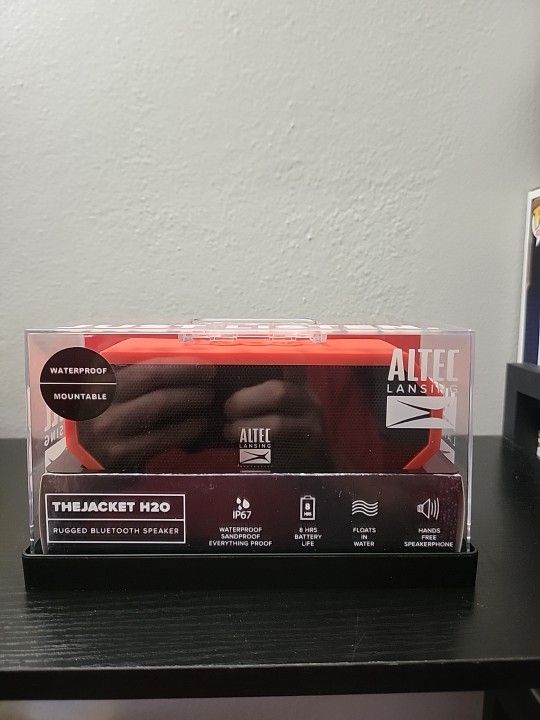 WATERPROOF
MOUNTABLE
ALTEC
LANSING
ALTEC
LANSING
THEJACKET H2O
RUGGED BLUETOOTH SPEAKER
IP67
WATERPROOF
SANDPROOF
EVERYTHING PROOF
8
HRS
8 HRS
BATTERY
LIFE
FLOATS
IN
WATER
HANDS
FREE
SPEAKERPHONE